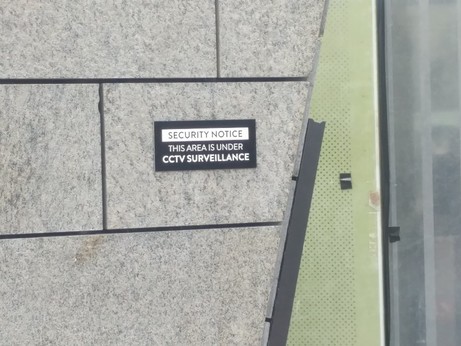 SECURITY NOTICE
THIS AREA IS UNDER
CCTV SURVEILLANCE